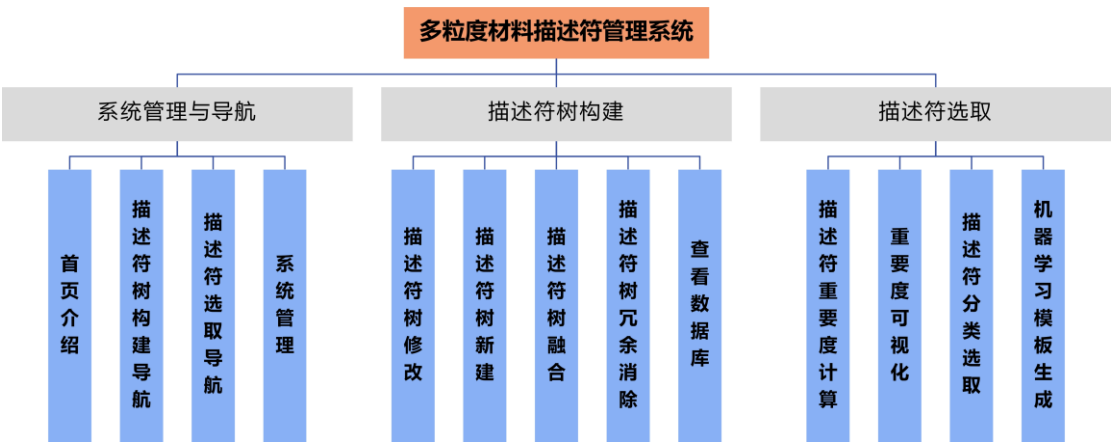 多粒度材料描述符管理系统
系统管理与导航
描述符树构建
描述符选取
首页介绍
描述符树构建导航
描述符选取导航
系统管理
描述符树修改
描述符树新建
描述符树融合
描述符树冗余消除
查看数据库
描述符重要度计算
重要度可视化
描述符分类选取
机器学习模板生成